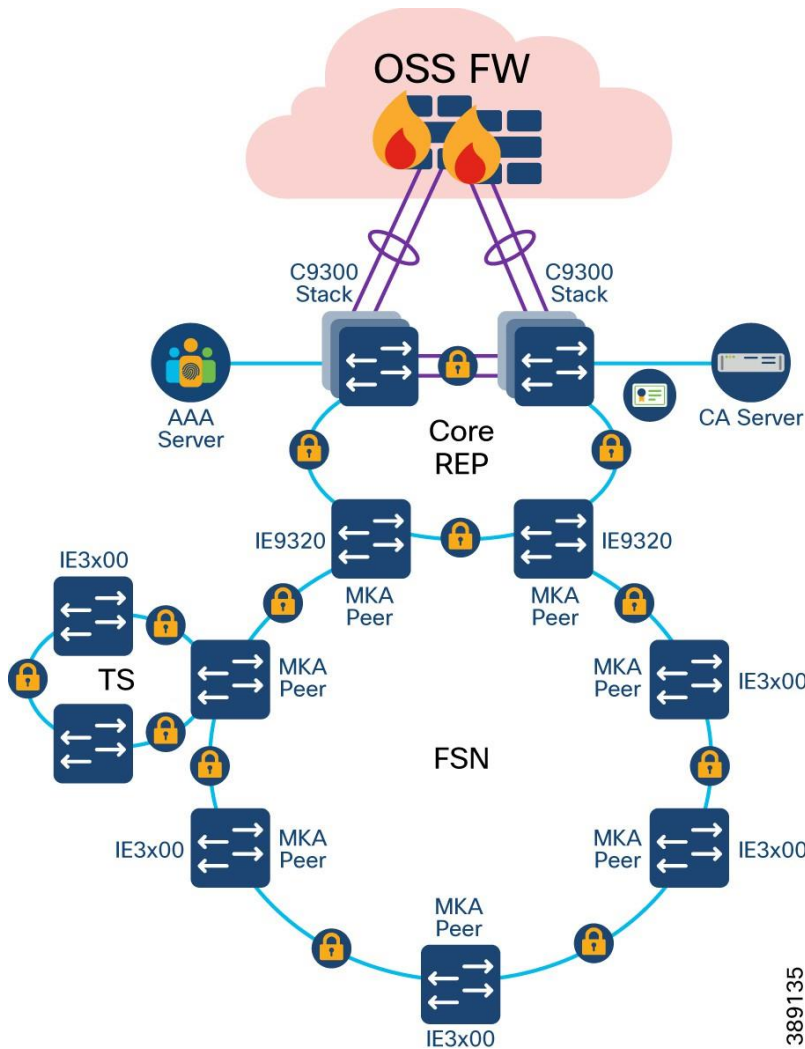 OSS FW
C9300
Stack
C9300
Stack
AAA
Server
CA Server
Core
REP
IE9320
IE9320
MKA
Peer
MKA
Peer
IE3x00
TS
MKA
Peer
MKA
Peer
IE3x00
FSN
IE3x00
MKA
Peer
MKA
Peer
IE3x00
MKA
Peer
IE3x00
389135